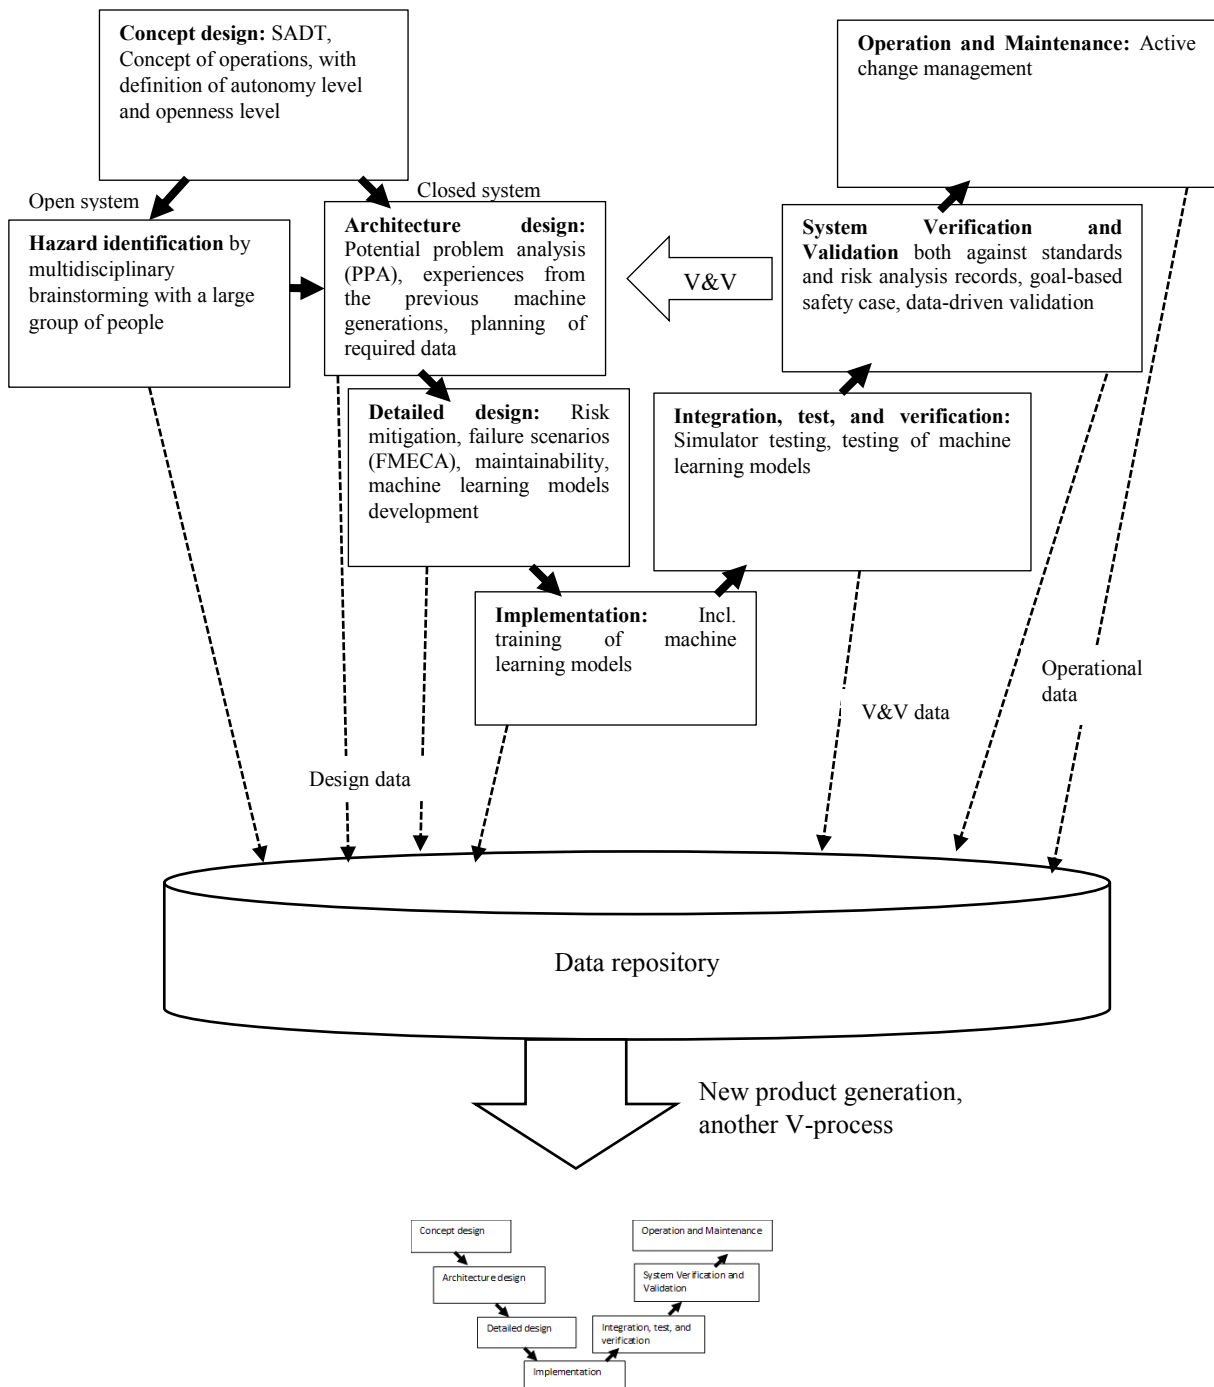 Concept design: SADT,
Concept of operations, with
definition of autonomy level
and openness level
Operation and Maintenance: Active
change management
Open system
Closed system
Hazard identification by
multidisciplinary
brainstorming with a large
group of people
Architecture design:
Potential problem analysis
(PPA), experiences from
the previous machine
generations, planning of
required data
V&V
System Verification and
Validation both against standards
and risk analysis records, goal-based
safety case, data-driven validation
Detailed design: Risk
mitigation, failure scenarios
(FMECA), maintainability,
machine learning models
development
Integration, test, and verification:
Simulator testing, testing of machine
learning models
Implementation: Incl.
training of machine
learning models
Design data
V&V data
Operational
data
Data repository
New product generation,
another V-process
Concept design
Architecture design
Detailed design
Implementation
Integration, test, and
verification
System Verification and
Validation
Operation and Maintenance